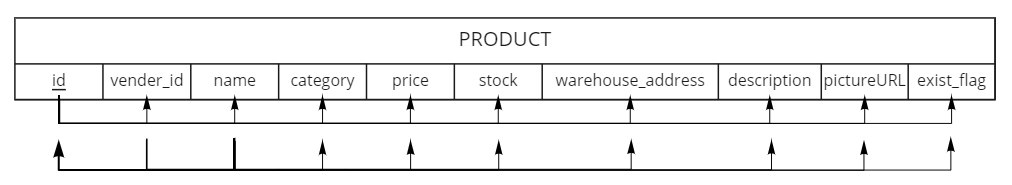 PRODUCT
id vender_id name category price stock warehouse_address description pictureURL exist_flag